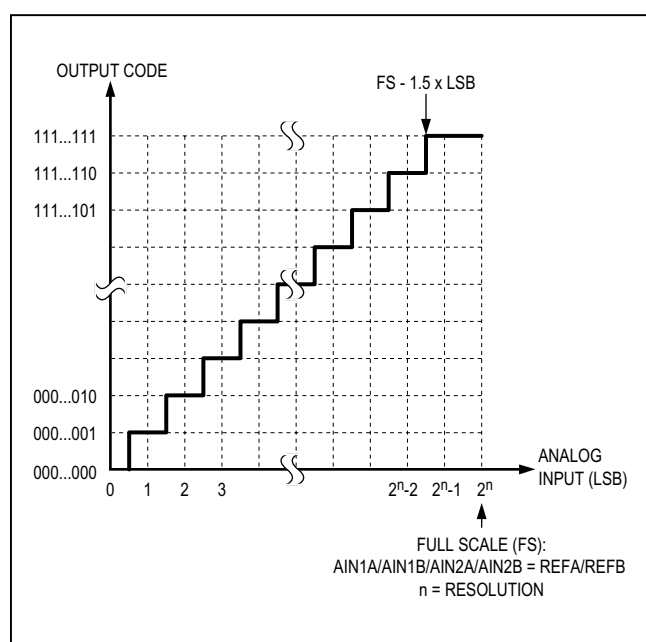 OUTPUT CODE
FS - 1.5 x LSB
111...111
111...110
111...101
000...010
000...001
000...000
0 1 2 3 2ⁿ-2 2ⁿ-1 2ⁿ
ANALOG
INPUT (LSB)
FULL SCALE (FS):
AIN1A/AIN1B/AIN2A/AIN2B = REFA/REFB
n = RESOLUTION